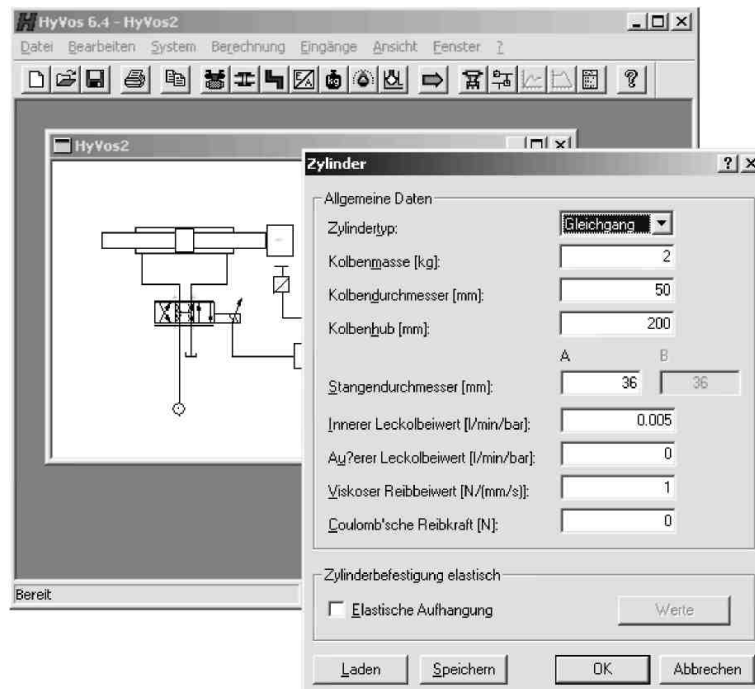 HyVos 6.4 - HyVos2
Datei Bearbeiten System Berechnung Eingänge Ansicht Fenster ?
HyVos2
Zylinder
Allgemeine Daten
Zylindertyp: Gleichgang
Kolbenmasse [kg]: 2
Kolbendurchmesser [mm]: 50
Kolbenhub [mm]: 200
A B
Stangendurchmesser [mm]: 36 36
Innerer Leckolbeiwert [l/min/bar]: 0.005
Au?erer Leckolbeiwert [l/min/bar]: 0
Viskoser Reibbeiwert [N/(mm/s)]: 1
Coulomb'sche Reibkraft [N]: 0
Zylinderbefestigung elastisch
Elastische Aufhangung Werte
Bereit
Laden Speichern OK Abbrechen